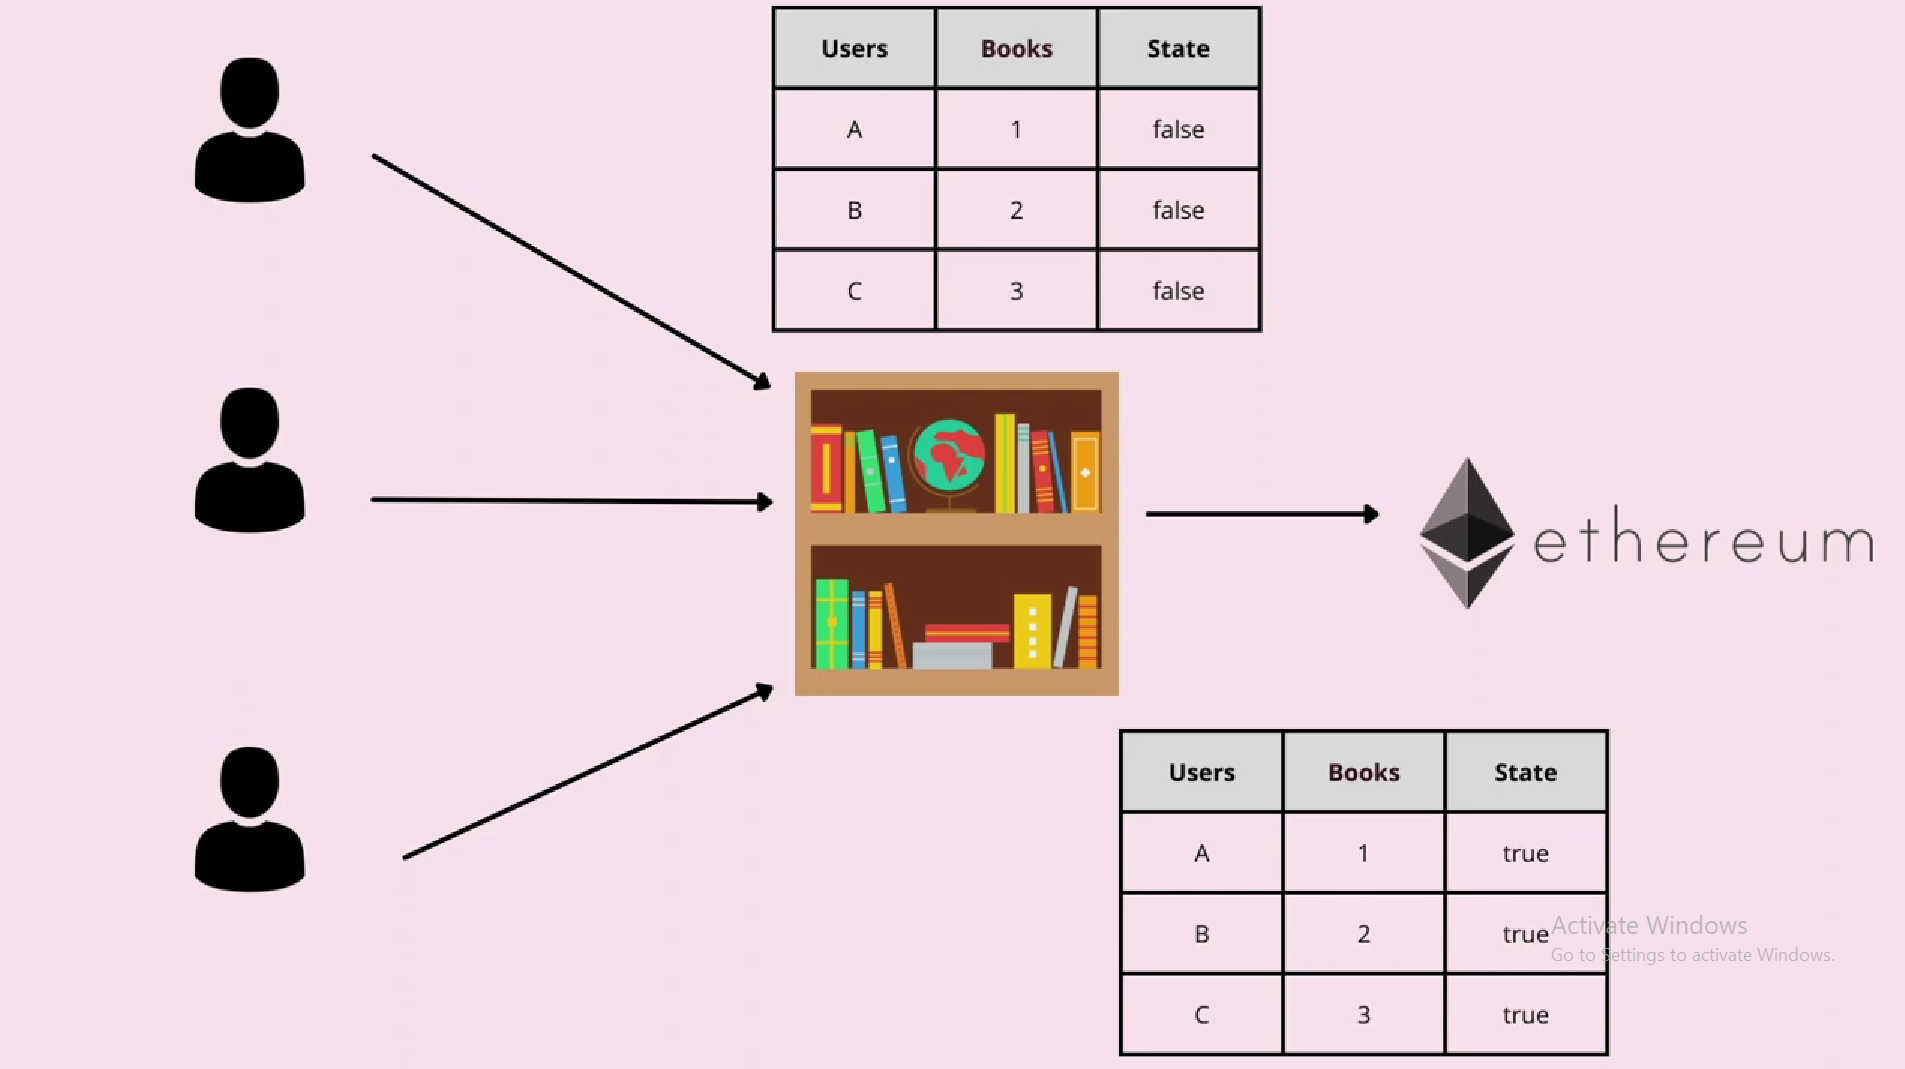 Users Books State
A 1 false
B 2 false
C 3 false
ethereum
Users Books State
A 1 true
B 2 true
C 3 true
Activate Windows
Go to Settings to activate Windows.